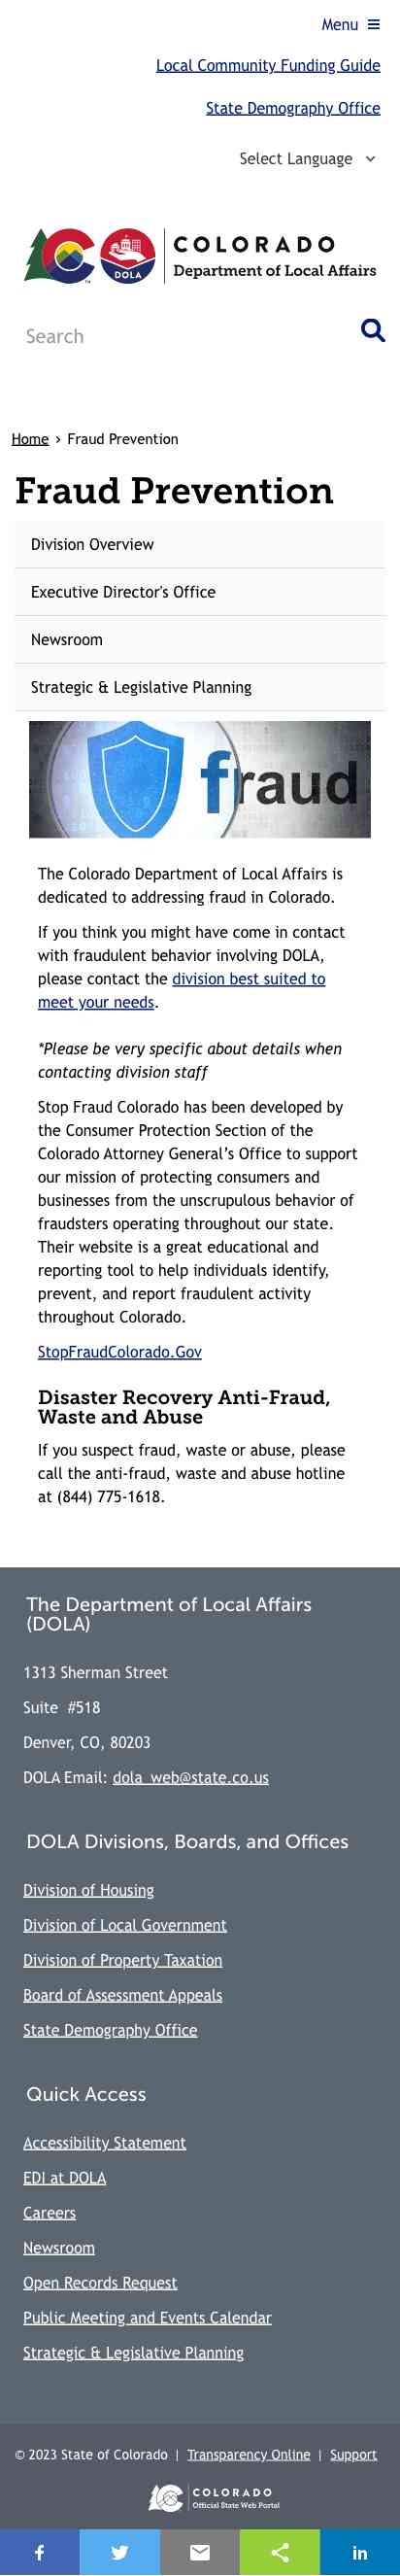 Menu
Local Community Funding Guide
State Demography Office
Select Language
COLORADO
DOLA
Department of Local Affairs
Search
Home › Fraud Prevention
Fraud Prevention
Division Overview
Executive Director's Office
Newsroom
Strategic & Legislative Planning
fraud
The Colorado Department of Local Affairs is
dedicated to addressing fraud in Colorado.
If you think you might have come in contact
with fraudulent behavior involving DOLA,
please contact the division best suited to
meet your needs.
*Please be very specific about details when
contacting division staff
Stop Fraud Colorado has been developed by
the Consumer Protection Section of the
Colorado Attorney General’s Office to support
our mission of protecting consumers and
businesses from the unscrupulous behavior of
fraudsters operating throughout our state.
Their website is a great educational and
reporting tool to help individuals identify,
prevent, and report fraudulent activity
throughout Colorado.
StopFraudColorado.Gov
Disaster Recovery Anti-Fraud,
Waste and Abuse
If you suspect fraud, waste or abuse, please
call the anti-fraud, waste and abuse hotline
at (844) 775-1618.
The Department of Local Affairs
(DOLA)
1313 Sherman Street
Suite #518
Denver, CO, 80203
DOLA Email: dola_web@state.co.us
DOLA Divisions, Boards, and Offices
Division of Housing
Division of Local Government
Division of Property Taxation
Board of Assessment Appeals
State Demography Office
Quick Access
Accessibility Statement
EDI at DOLA
Careers
Newsroom
Open Records Request
Public Meeting and Events Calendar
Strategic & Legislative Planning
© 2023 State of Colorado | Transparency Online | Support
COLORADO
Official State Web Portal